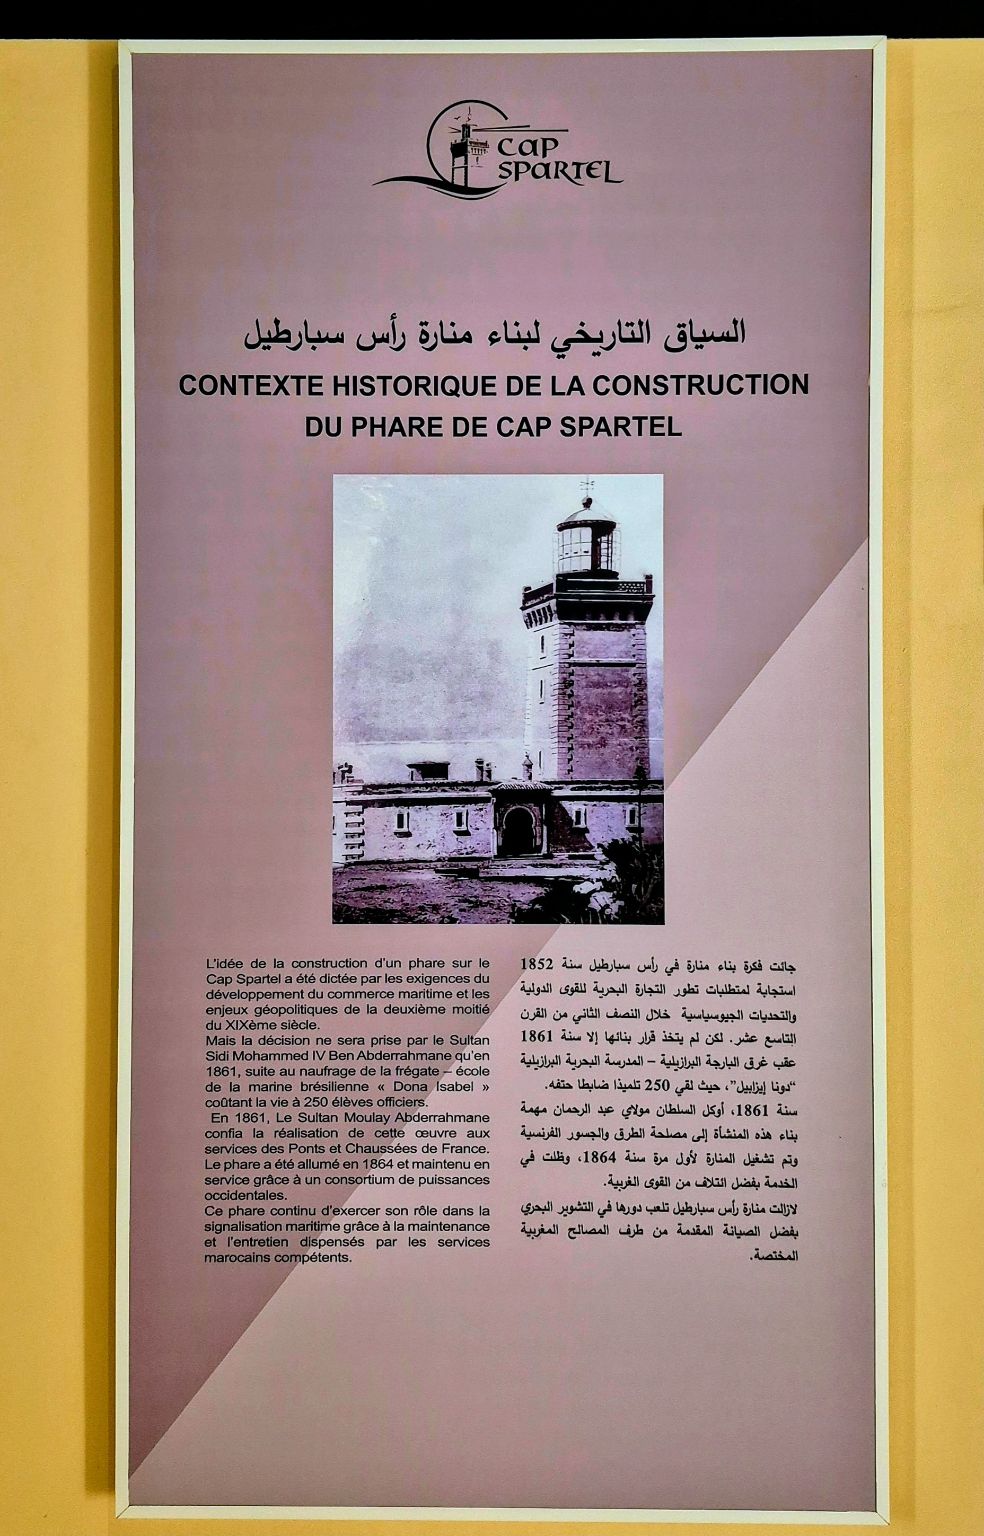 CAP
SPARTEL
السياق التاريخي لبناء منارة رأس سبارطيل
CONTEXTE HISTORIQUE DE LA CONSTRUCTION
DU PHARE DE CAP SPARTEL
L'idée de la construction d'un phare sur le
Cap Spartel a été dictée par les exigences du
développement du commerce maritime et les
enjeux géopolitiques de la deuxième moitié
du XIXème siècle.
Mais la décision ne sera prise par le Sultan
Sidi Mohammed IV Ben Abderrahmane qu'en
1861, suite au naufrage de la frégate – école
de la marine brésilienne « Dona Isabel »
coûtant la vie à 250 élèves officiers.
En 1861, Le Sultan Moulay Abderrahmane
confia la réalisation de cette œuvre aux
services des Ponts et Chaussées de France.
Le phare a été allumé en 1864 et maintenu en
service grâce à un consortium de puissances
occidentales.
Ce phare continu d'exercer son rôle dans la
signalisation maritime grâce à la maintenance
et l'entretien dispensés par les services
marocains compétents.
جائت فكرة بناء منارة في رأس سبارطيل سنة 1852
استجابة لمتطلبات تطور التجارة البحرية للقوى الدولية
والتحديات الجيوسياسية خلال النصف الثاني من القرن
التاسع عشر. لكن لم يتخذ قرار بنائها إلا سنة 1861
عقب غرق البارجة البرازيلية – المدرسة البحرية البرازيلية
“دونا إيزابيل”، حيث لقي 250 تلميذا ضابطا حتفه.
سنة 1861، أوكل السلطان مولاي عبد الرحمان مهمة
بناء هذه المنشأة إلى مصلحة الطرق والجسور الفرنسية
وتم تشغيل المنارة لأول مرة سنة 1864، وظلت في
الخدمة بفضل ائتلاف من القوى الغربية.
لازالت منارة رأس سبارطيل تلعب دورها في التشوير البحري
بفضل الصيانة المقدمة من طرف المصالح المغربية
المختصة.